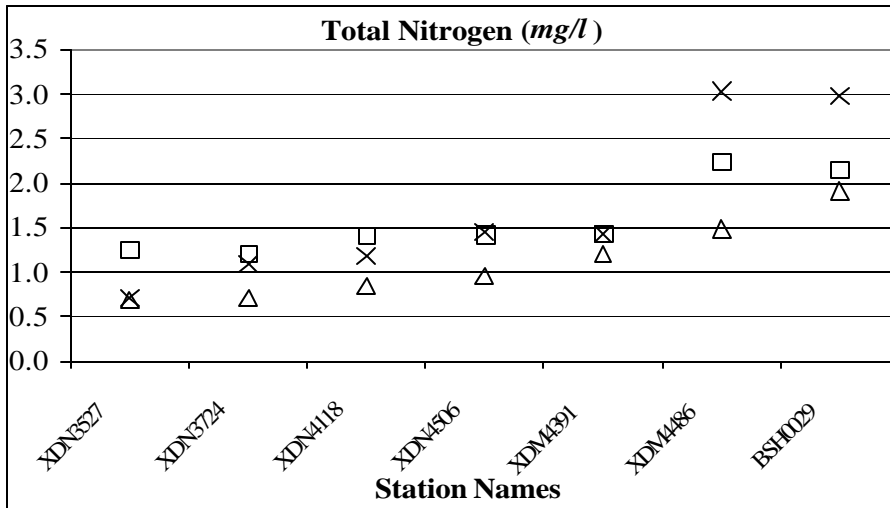 Total Nitrogen (mg/l )
3.5
3.0
2.5
2.0
1.5
1.0
0.5
0.0
XDN3527
XDN3724
XDN4118
XDN4506
XDM4391
XDM4486
BSH0029
Station Names